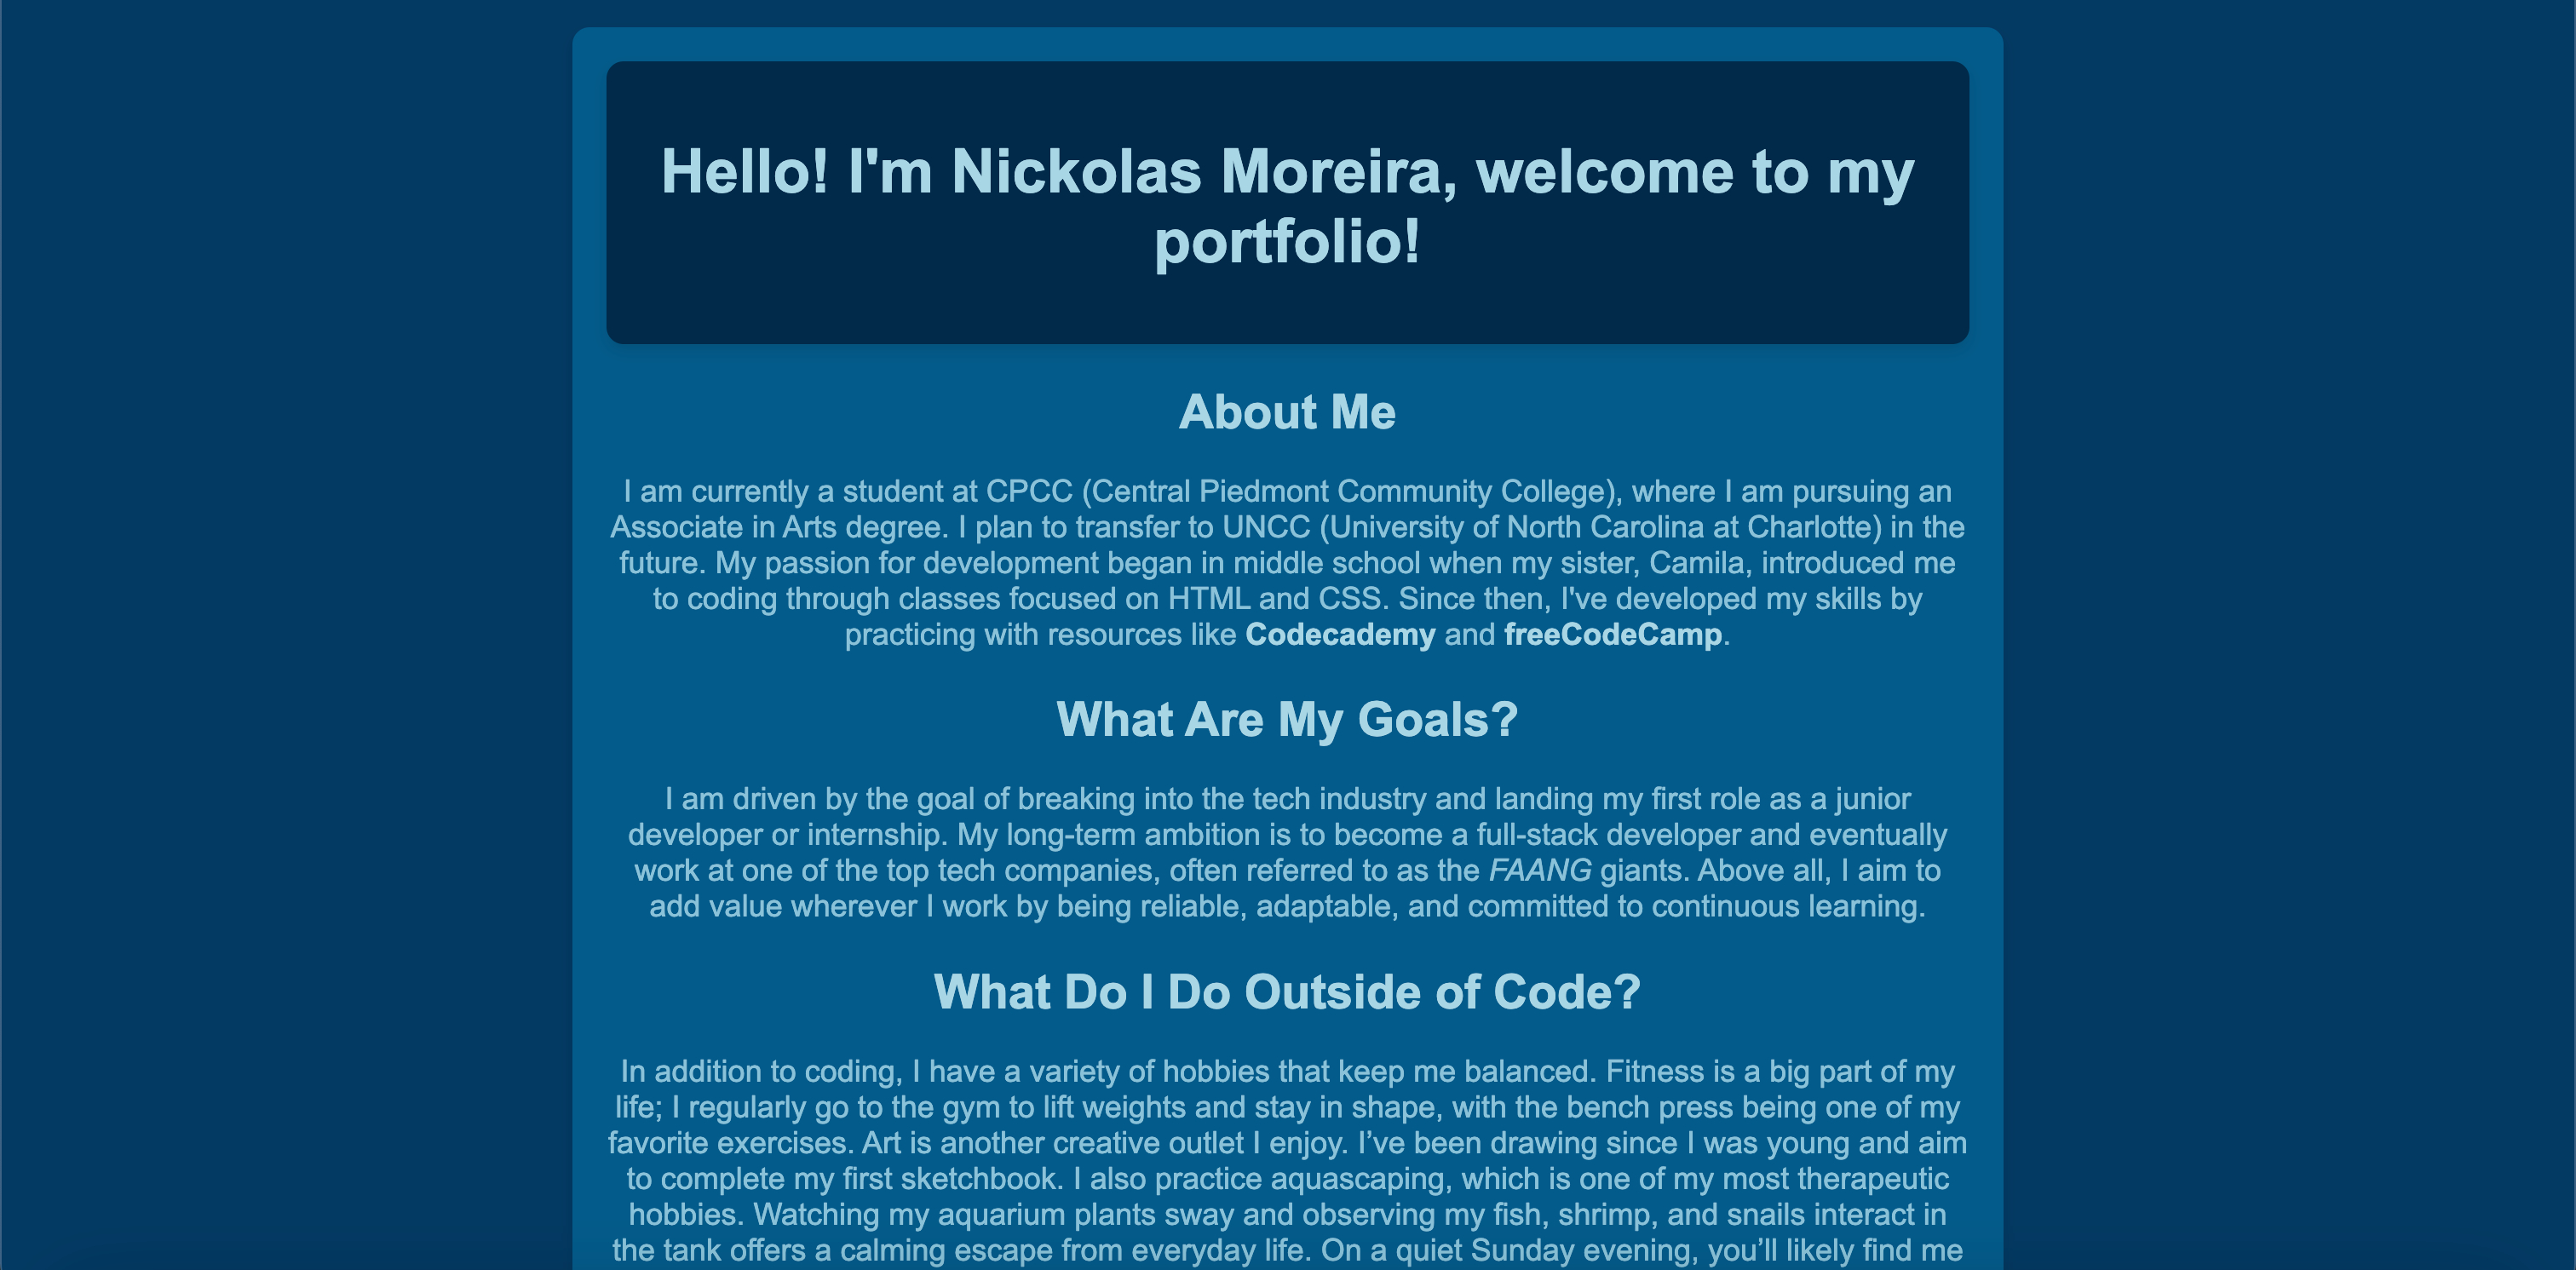 Hello! I'm Nickolas Moreira, welcome to my
portfolio!
About Me
I am currently a student at CPCC (Central Piedmont Community College), where I am pursuing an
Associate in Arts degree. I plan to transfer to UNCC (University of North Carolina at Charlotte) in the
future. My passion for development began in middle school when my sister, Camila, introduced me
to coding through classes focused on HTML and CSS. Since then, I've developed my skills by
practicing with resources like Codecademy and freeCodeCamp.
What Are My Goals?
I am driven by the goal of breaking into the tech industry and landing my first role as a junior
developer or internship. My long-term ambition is to become a full-stack developer and eventually
work at one of the top tech companies, often referred to as the FAANG giants. Above all, I aim to
add value wherever I work by being reliable, adaptable, and committed to continuous learning.
What Do I Do Outside of Code?
In addition to coding, I have a variety of hobbies that keep me balanced. Fitness is a big part of my
life; I regularly go to the gym to lift weights and stay in shape, with the bench press being one of my
favorite exercises. Art is another creative outlet I enjoy. I’ve been drawing since I was young and aim
to complete my first sketchbook. I also practice aquascaping, which is one of my most therapeutic
hobbies. Watching my aquarium plants sway and observing my fish, shrimp, and snails interact in
the tank offers a calming escape from everyday life. On a quiet Sunday evening, you’ll likely find me